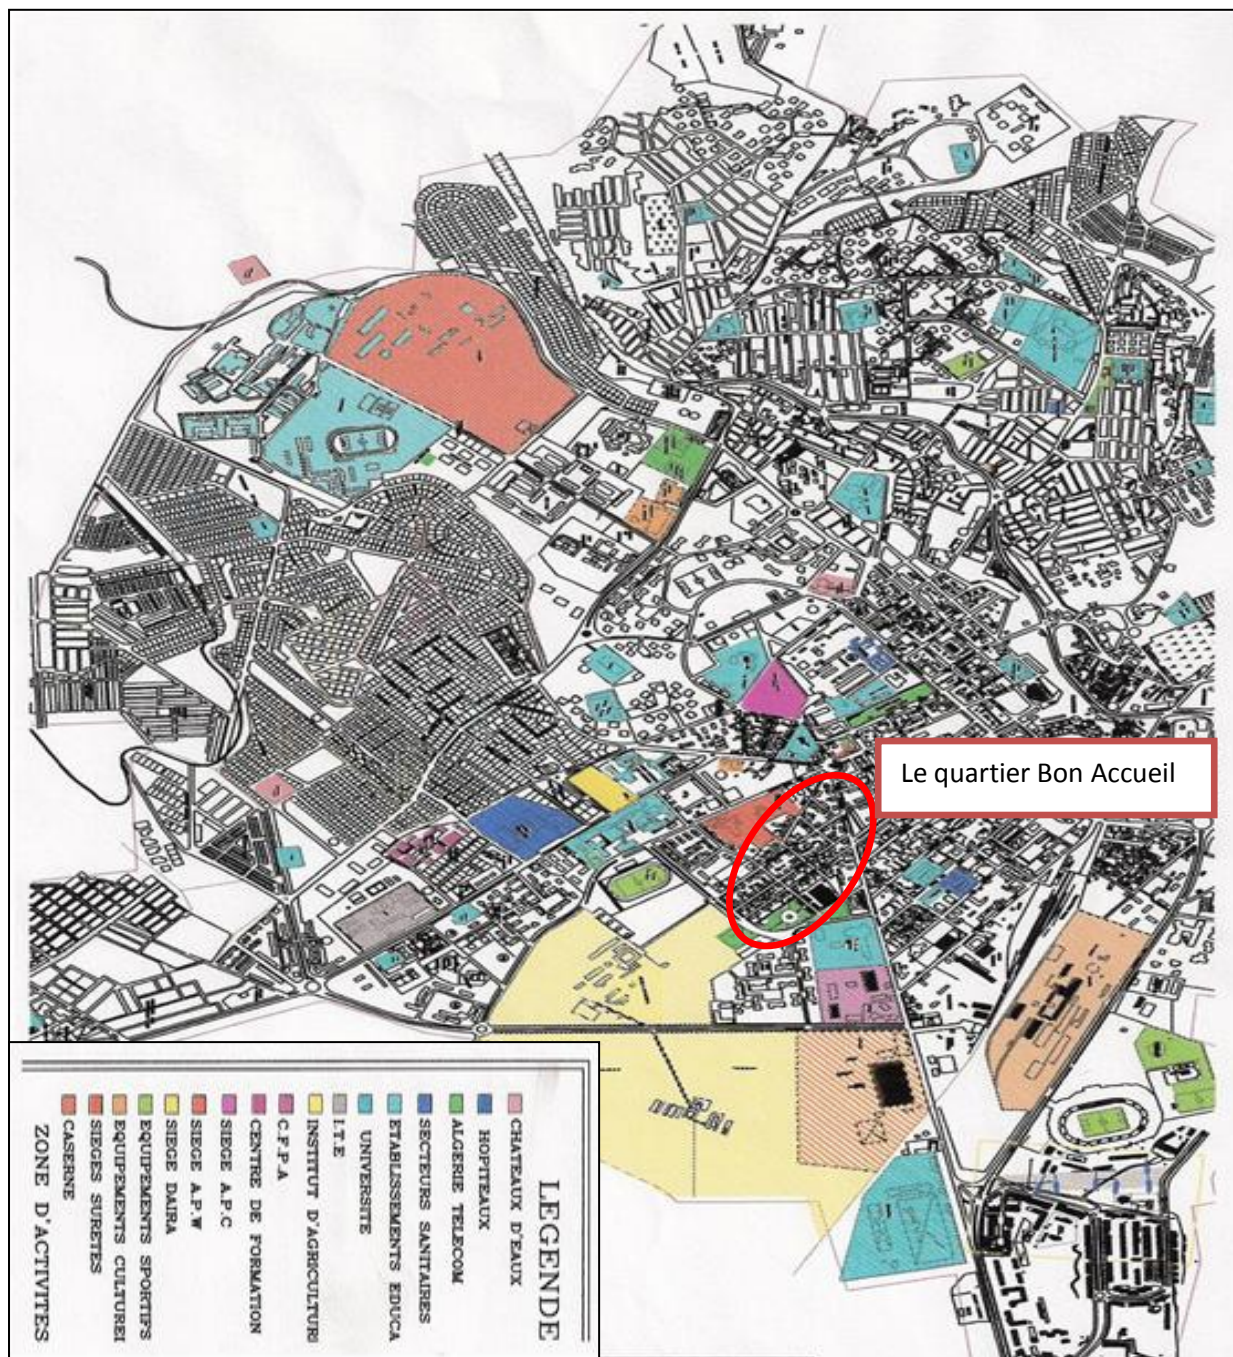 Le quartier Bon Accueil
LEGENDE
CHATEAUX D'EAUX
HOPITEAUX
ALGERIE TELECOM
SECTEURS SANITAIRES
ETABLISSEMENTS EDUCA
UNIVERSITE
I.T.E
INSTITUT D'AGRICULTURE
C.F.P.A
CENTRE DE FORMATION
SIEGE A.P.C
SIEGE A.P.W
SIEGE DAIRA
EQUIPEMENTS SPORTIFS
EQUIPEMENTS CULTUREL
SIEGES SURETES
CASERNE
ZONE D'ACTIVITES